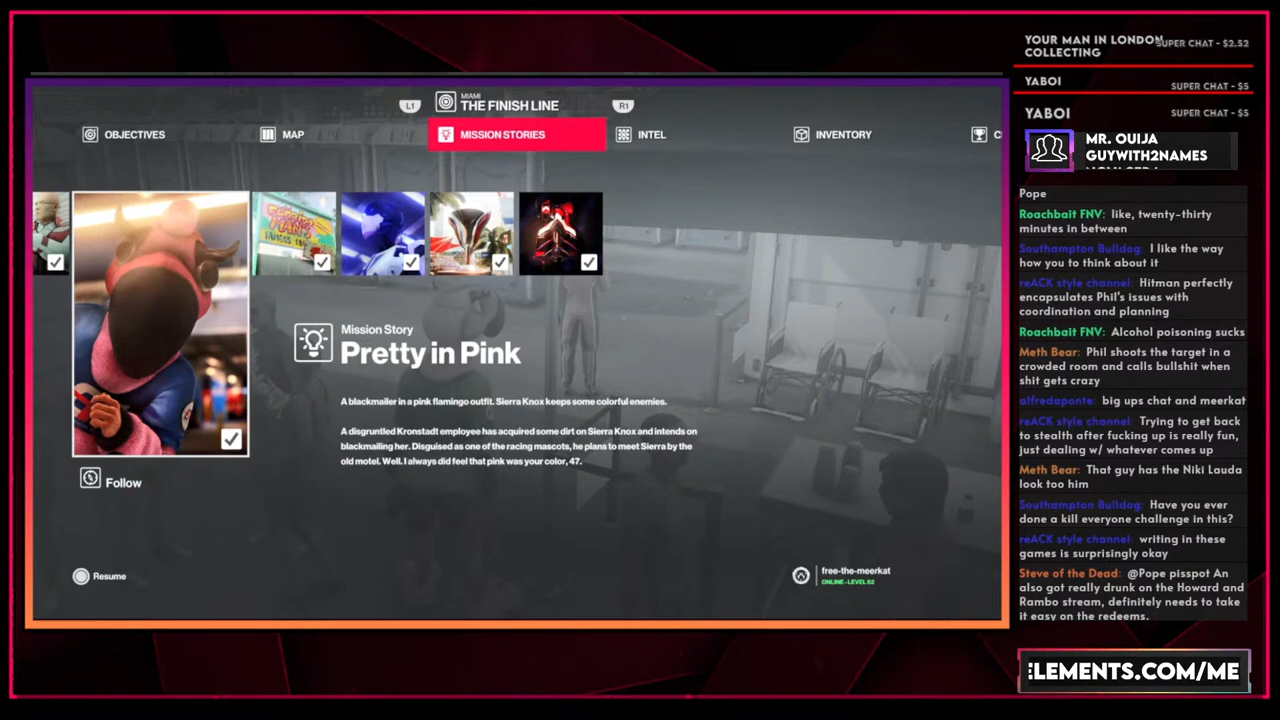 YOUR MAN IN LONDON
COLLECTING
SUPER CHAT - $2.52
YABOI
SUPER CHAT - $5
YABOI
SUPER CHAT - $5
MR. OUIJA
GUYWITH2NAMES
L1
MIAMI
THE FINISH LINE
R1
OBJECTIVES
MAP
MISSION STORIES
INTEL
INVENTORY
C
Mission Story
Pretty in Pink
A blackmailer in a pink flamingo outfit. Sierra Knox keeps some colorful enemies.
A disgruntled Kronstadt employee has acquired some dirt on Sierra Knox and intends on
blackmailing her. Disguised as one of the racing mascots, he plans to meet Sierra by the
old motel. Well. I always did feel that pink was your color, 47.
Follow
Resume
free-the-meerkat
ONLINE - LEVEL 62
Pope
Roachbait FNV: like, twenty-thirty
minutes in between
Southampton Bulldog: I like the way
how you to think about it
reACK style channel: Hitman perfectly
encapsulates Phil's issues with
coordination and planning
Roachbait FNV: Alcohol poisoning sucks
Meth Bear: Phil shoots the target in a
crowded room and calls bullshit when
shit gets crazy
alfredaponte: big ups chat and meerkat
reACK style channel: Trying to get back
to stealth after fucking up is really fun,
just dealing w/ whatever comes up
Meth Bear: That guy has the Niki Lauda
look too him
Southampton Bulldog: Have you ever
done a kill everyone challenge in this?
reACK style channel: writing in these
games is surprisingly okay
Steve of the Dead: @Pope pisspot An
also got really drunk on the Howard and
Rambo stream, definitely needs to take
it easy on the redeems.
ELEMENTS.COM/ME